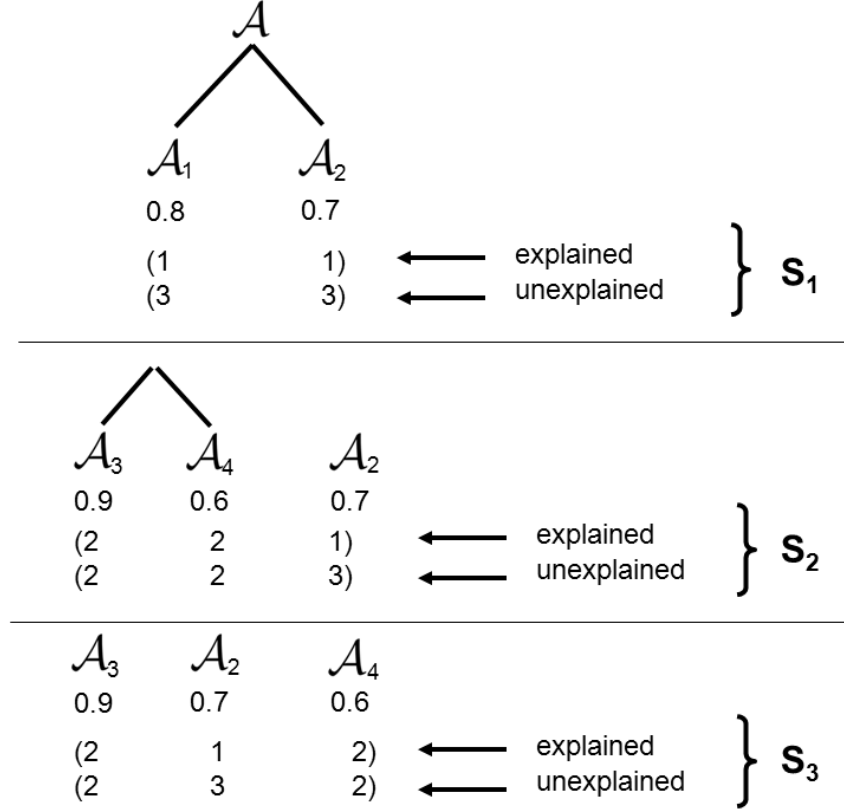 𝒜
𝒜₁ 𝒜₂
0.8 0.7
(1 1) explained
(3 3) unexplained
S₁
𝒜₃ 𝒜₄ 𝒜₂
0.9 0.6 0.7
(2 2 1) explained
(2 2 3) unexplained
S₂
𝒜₃ 𝒜₂ 𝒜₄
0.9 0.7 0.6
(2 1 2) explained
(2 3 2) unexplained
S₃